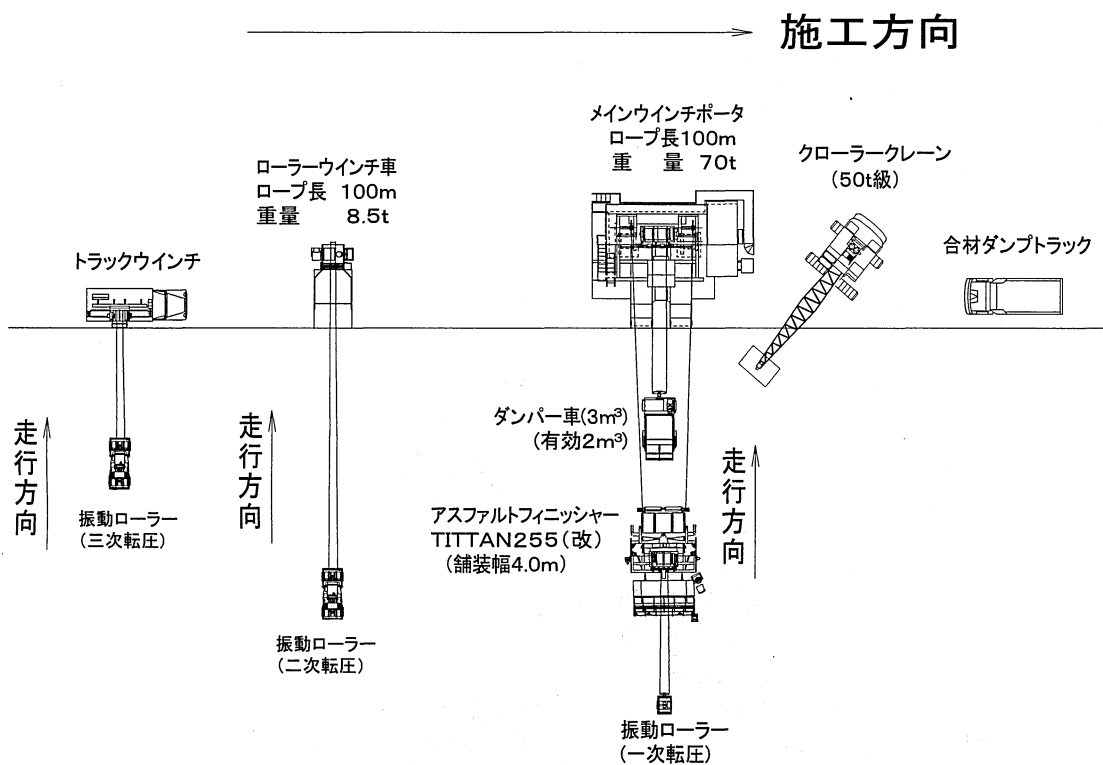 施工方向
メインウインチポータ
ロープ長100m
重 量 70t
クローラークレーン
(50t級)
ローラーウインチ車
ロープ長 100m
重量 8.5t
トラックウインチ
合材ダンプトラック
ダンパー車(3m³)
(有効2m³)
走行方向
走行方向
走行方向
アスファルトフィニッシャー
TITTAN255(改)
(舗装幅4.0m)
振動ローラー
(三次転圧)
振動ローラー
(二次転圧)
振動ローラー
(一次転圧)